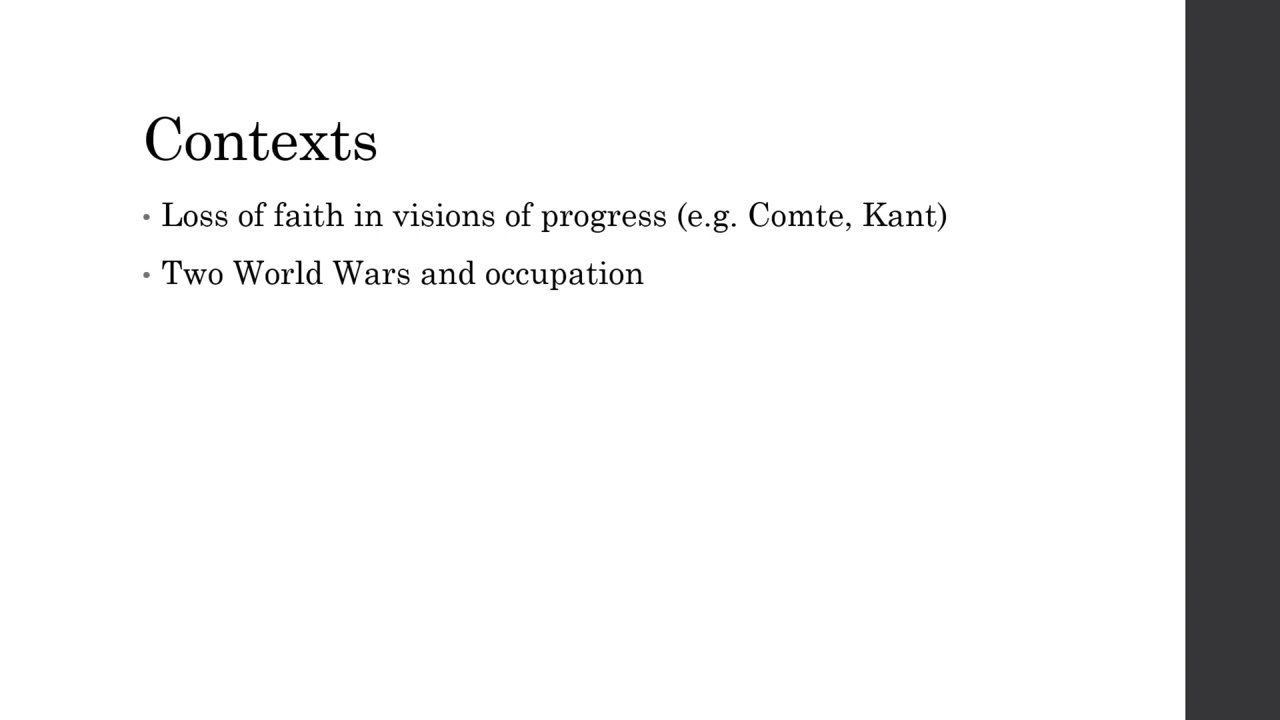 Contexts
• Loss of faith in visions of progress (e.g. Comte, Kant)
• Two World Wars and occupation